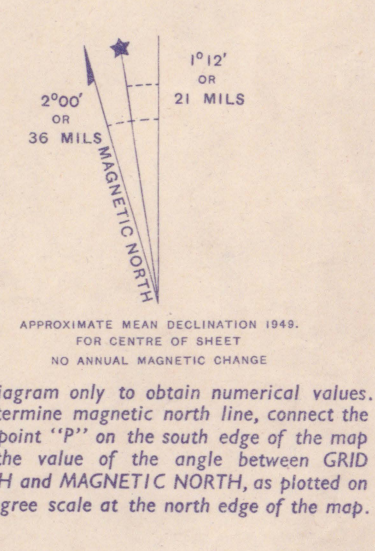 1°12'
OR
21 MILS
2°00'
OR
36 MILS
MAGNETIC NORTH
APPROXIMATE MEAN DECLINATION 1949.
FOR CENTRE OF SHEET
NO ANNUAL MAGNETIC CHANGE
iagram only to obtain numerical values.
termine magnetic north line, connect the
point "P" on the south edge of the map
the value of the angle between GRID
H and MAGNETIC NORTH, as plotted on
gree scale at the north edge of the map.